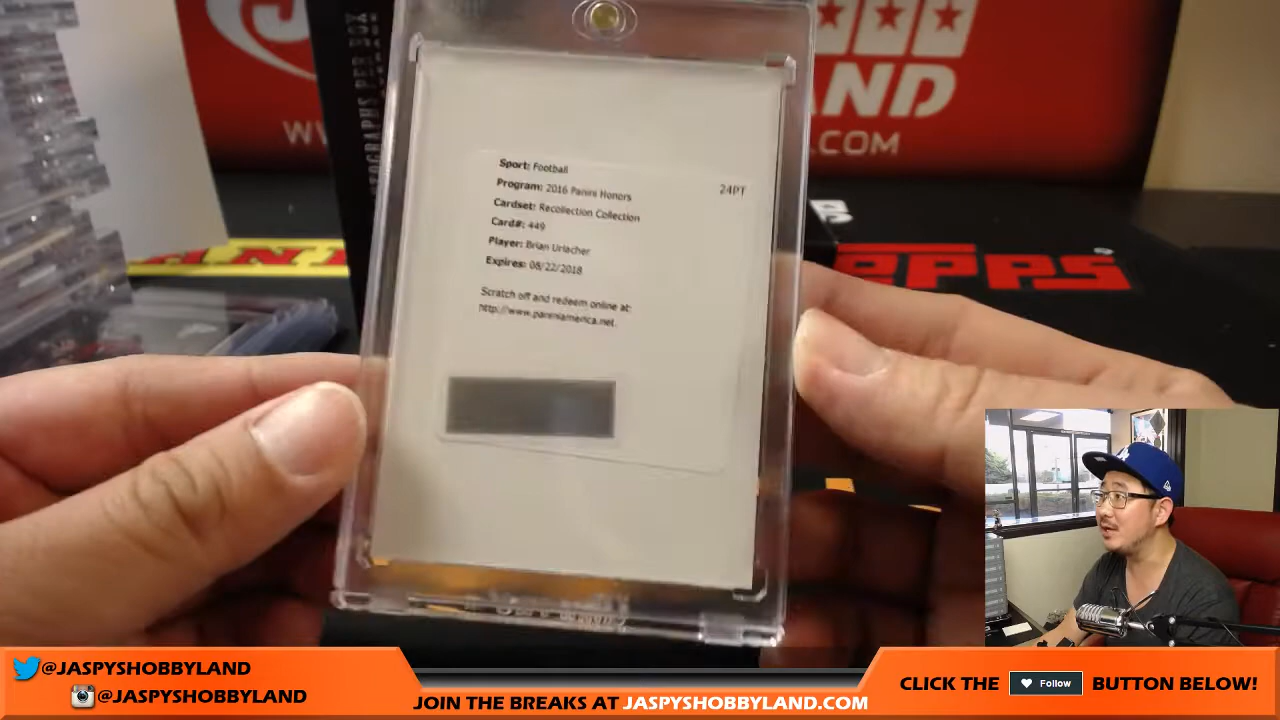 LAND
W
.COM
Sport: Football
Program: 2016 Panini Honors
24PT
Cardset: Recollection Collection
Card#: 449
Player: Brian Urlacher
Expires: 08/22/2018
Scratch off and redeem online at:
http://www.paniniamerica.net.
@JASPYSHOBBYLAND
@JASPYSHOBBYLAND
JOIN THE BREAKS AT JASPYSHOBBYLAND.COM
CLICK THE Follow BUTTON BELOW!